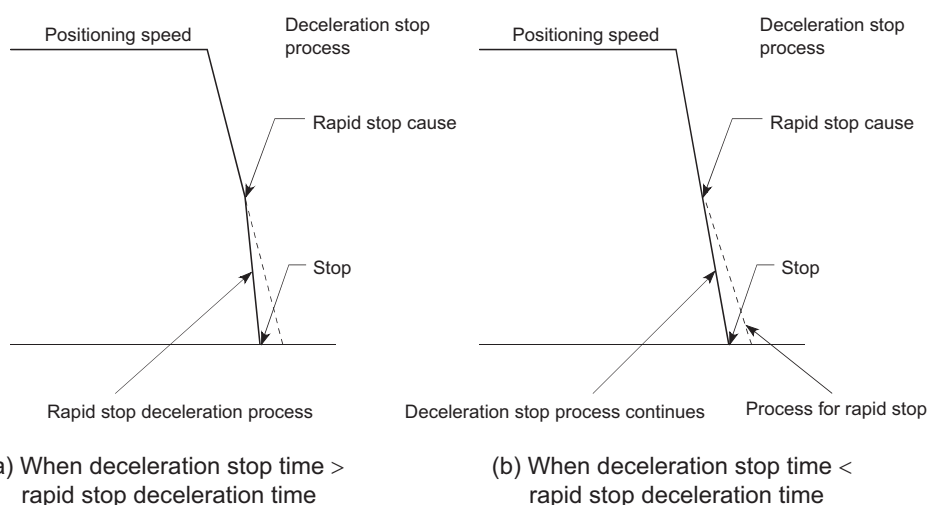 Positioning speed
Deceleration stop
process
Rapid stop cause
Stop
Rapid stop deceleration process
a) When deceleration stop time >
rapid stop deceleration time
Positioning speed
Deceleration stop
process
Rapid stop cause
Stop
Deceleration stop process continues
Process for rapid stop
(b) When deceleration stop time <
rapid stop deceleration time